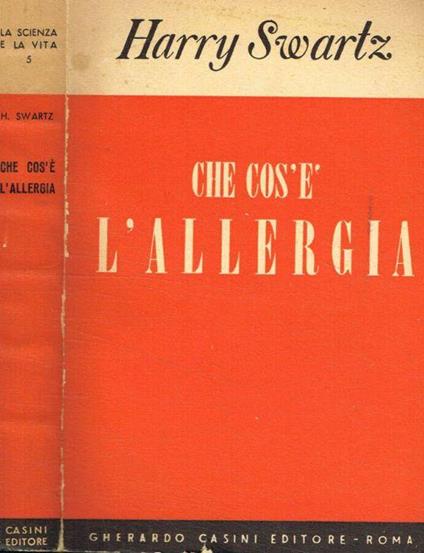 LA SCIENZA
E LA VITA
5
H. SWARTZ
CHE COS'È
L'ALLERGIA
CASINI
EDITORE
Harry Swartz
CHE COS'E'
L'ALLERGIA
GHERARDO CASINI EDITORE - ROMA